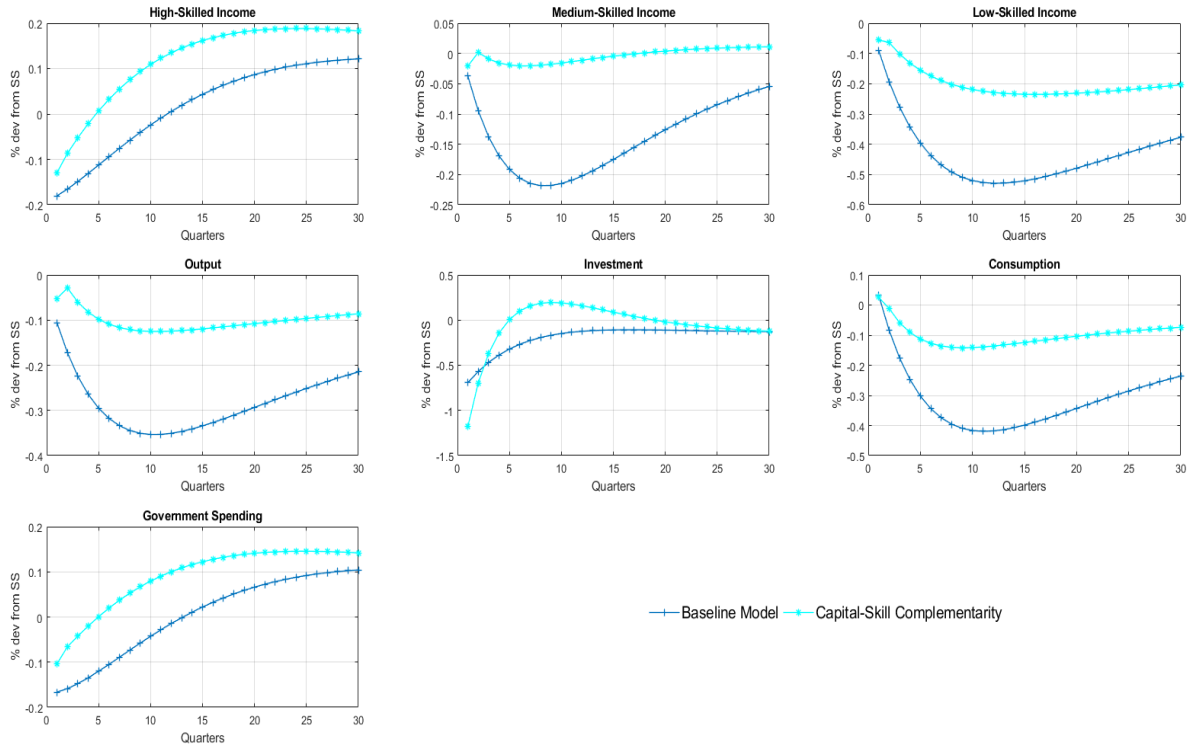 High-Skilled Income
% dev from SS
0.2
0.1
0
-0.1
-0.2
0 5 10 15 20 25 30
Quarters
Medium-Skilled Income
% dev from SS
0.05
0
-0.05
-0.1
-0.15
-0.2
-0.25
0 5 10 15 20 25 30
Quarters
Low-Skilled Income
% dev from SS
0
-0.1
-0.2
-0.3
-0.4
-0.5
-0.6
0 5 10 15 20 25 30
Quarters
Output
% dev from SS
0
-0.1
-0.2
-0.3
-0.4
0 5 10 15 20 25 30
Quarters
Investment
% dev from SS
0.5
0
-0.5
-1
-1.5
0 5 10 15 20 25 30
Quarters
Consumption
% dev from SS
0.1
0
-0.1
-0.2
-0.3
-0.4
-0.5
0 5 10 15 20 25 30
Quarters
Government Spending
% dev from SS
0.2
0.1
0
-0.1
-0.2
0 5 10 15 20 25 30
Quarters
Baseline Model Capital-Skill Complementarity